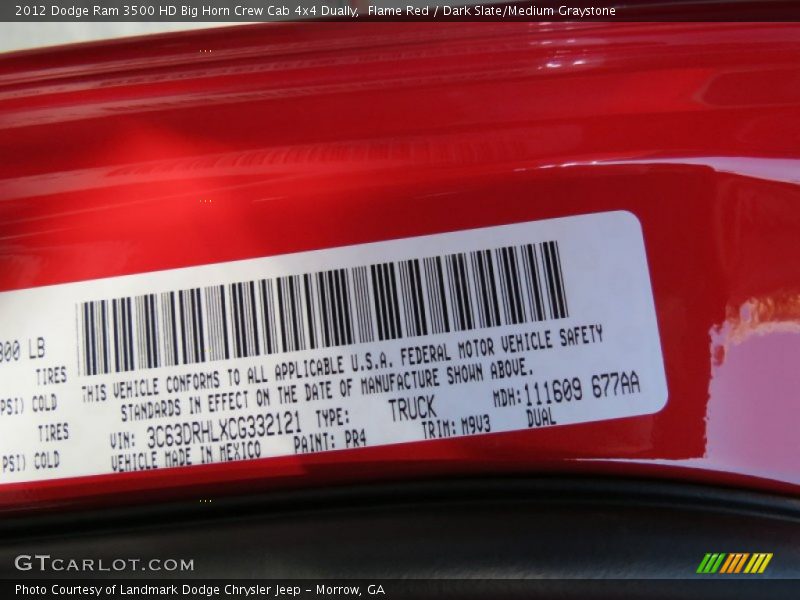 2012 Dodge Ram 3500 HD Big Horn Crew Cab 4x4 Dually, Flame Red / Dark Slate/Medium Graystone
LB
TIRES
PSI) COLD
TIRES
PSI) COLD
THIS VEHICLE CONFORMS TO ALL APPLICABLE U.S.A. FEDERAL MOTOR VEHICLE SAFETY
STANDARDS IN EFFECT ON THE DATE OF MANUFACTURE SHOWN ABOVE.
VIN: 3C63DRHLXCG332121 TYPE: TRUCK MDH: 111609 677AA
VEHICLE MADE IN MEXICO PAINT: PR4 TRIM: M9V3 DUAL
GTCARLOT.COM
Photo Courtesy of Landmark Dodge Chrysler Jeep – Morrow, GA